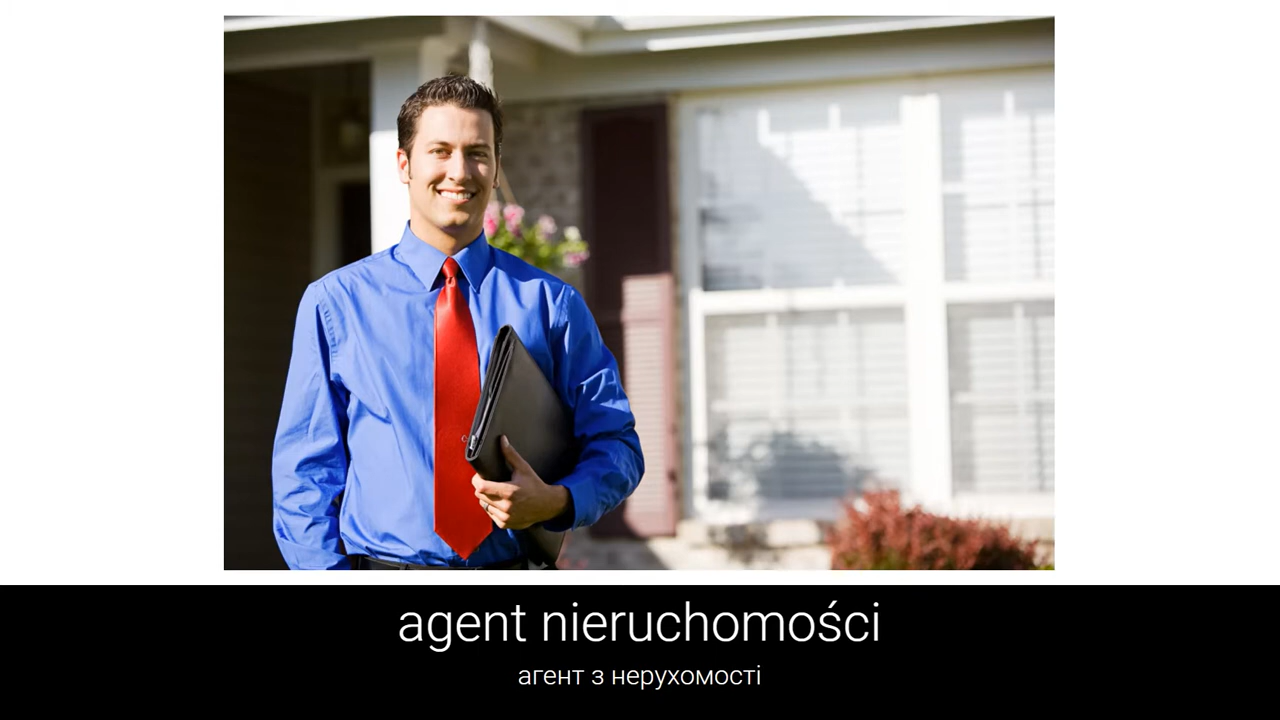 agent nieruchomości
агент з нерухомості